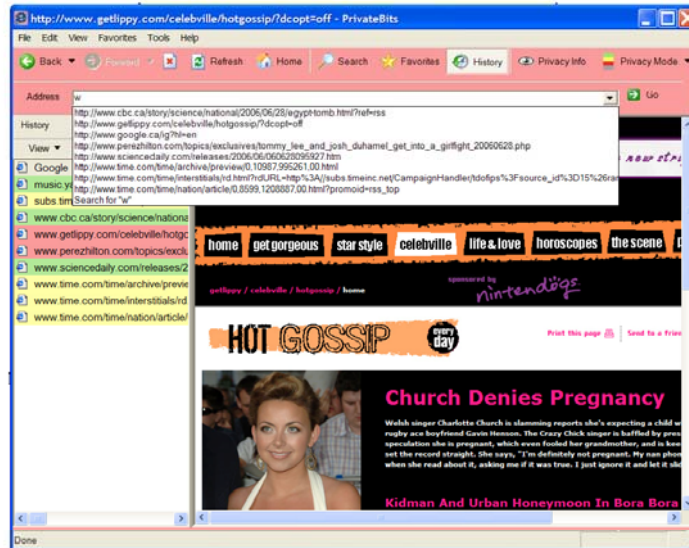 http://www.getlippy.com/celebville/hotgossip/?dcopt=off - PrivateBits
File Edit View Favorites Tools Help
Back Forward Refresh Home Search Favorites History Privacy Info Privacy Mode
Address w Go
http://www.cbc.ca/story/science/national/2006/06/28/egypt-tomb.html?ref=rss
http://www.getlippy.com/celebville/hotgossip/?dcopt=off
http://www.google.ca/ig?hl=en
http://www.perezhilton.com/topics/exclusives/tommy_lee_and_josh_duhamel_get_into_a_girlfight_20060628.php
http://www.sciencedaily.com/releases/2006/06/060628095927.htm
http://www.time.com/time/archive/preview/0,10987,995261,00.html
http://www.time.com/time/interstitials/rd.html?rdURL=http%3A//subs.timeinc.net/CampaignHandler/tdofips%3Fsource_id%3D15%26ran
http://www.time.com/time/nation/article/0,8599,1208887,00.html?promoid=rss_top
Search for "w"
History
View
Google
music.ya
subs.tim
www.cbc.ca/story/science/nationa
www.getlippy.com/celebville/hotgo
www.perezhilton.com/topics/exclu
www.sciencedaily.com/releases/2
www.time.com/time/archive/previe
www.time.com/time/interstitials/rd
www.time.com/time/nation/article/
home get gorgeous star style celebville life & love horoscopes the scene
getlippy / celebville / hotgossip / home
sponsored by
nintendogs
HOT GOSSIP every day
Print this page Send to a frien
Church Denies Pregnancy
Welsh singer Charlotte Church is slamming reports she's expecting a child w
rugby ace boyfriend Gavin Henson. The Crazy Chick singer is baffled by pres
speculation she is pregnant, which even fooled her grandmother, and is keen
set the record straight. She says, "I'm definitely not pregnant. My nan phon
when she read about it, asking me if it was true. I just ignore it and let it slid
Kidman And Urban Honeymoon In Bora Bora
Done